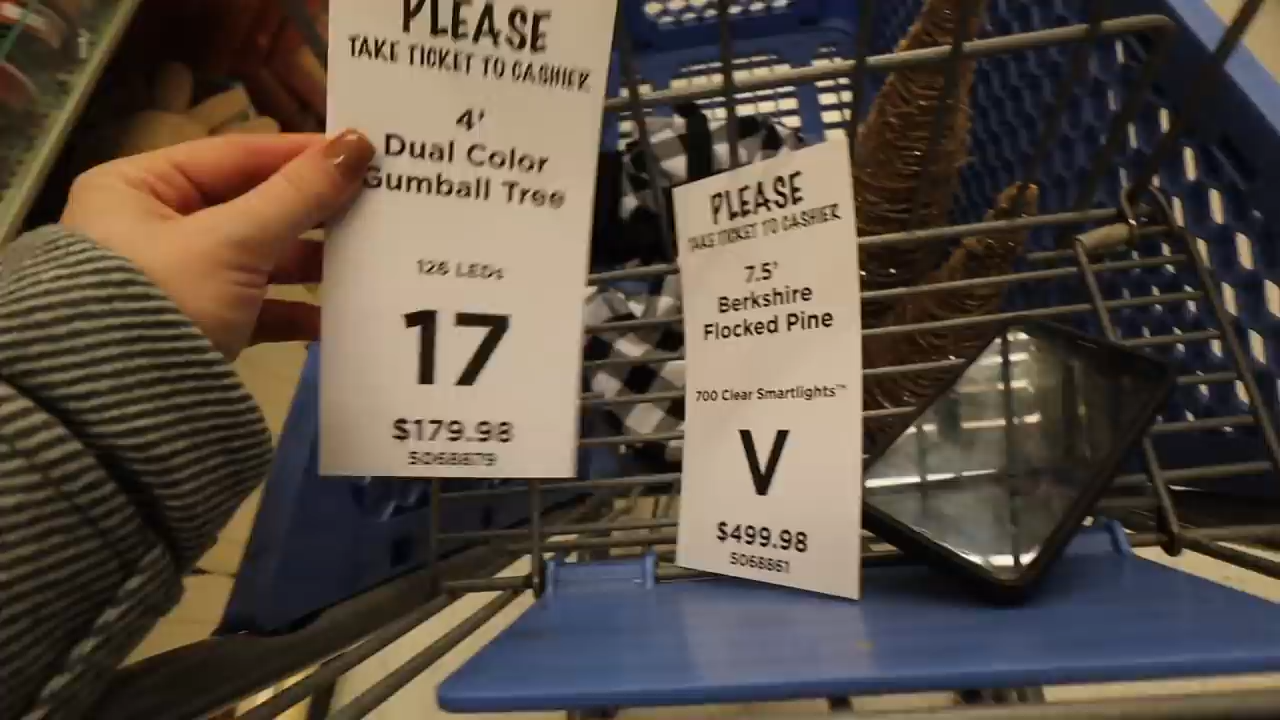 PLEASE
TAKE TICKET TO CASHIER
4'
Dual Color
Gumball Tree
126 LEDs
17
$179.98
5068879
PLEASE
TAKE TICKET TO CASHIER
7.5'
Berkshire
Flocked Pine
700 Clear Smartlights™
V
$499.98
5068861